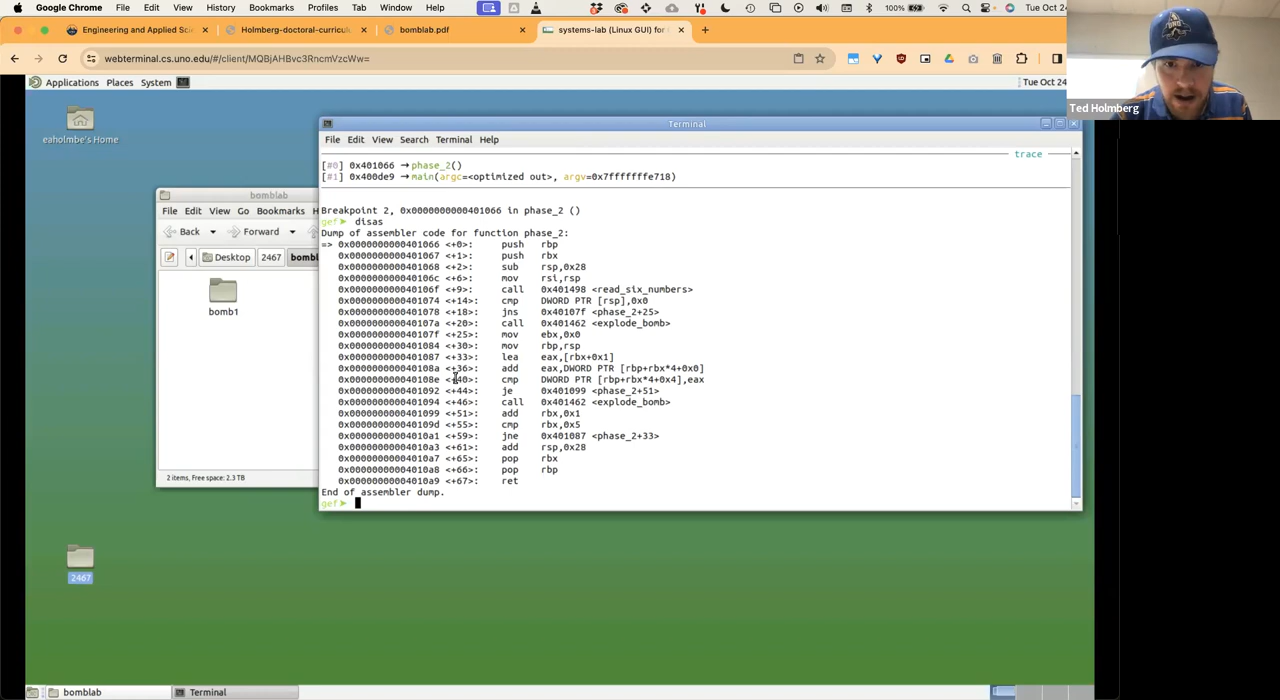 Google Chrome File Edit View History Bookmarks Profiles Tab Window Help 100% Tue Oct 24
Engineering and Applied Scie Holmberg-doctoral-curriculu bomblab.pdf systems-lab (Linux GUI) for
webterminal.cs.uno.edu/#/client/MQBjAHBvc3RncmVzcWw=
Applications Places System Tue Oct 24
Ted Holmberg
eaholmbe's Home
Terminal
File Edit View Search Terminal Help
trace
[#0] 0x401066 → phase_2()
[#1] 0x400de9 → main(argc=<optimized out>, argv=0x7fffffffe718)
Breakpoint 2, 0x0000000000401066 in phase_2 ()
gef➤ disas
Dump of assembler code for function phase_2:
=> 0x0000000000401066 <+0>: push rbp
0x0000000000401067 <+1>: push rbx
0x0000000000401068 <+2>: sub rsp,0x28
0x000000000040106c <+6>: mov rsi,rsp
0x000000000040106f <+9>: call 0x401498 <read_six_numbers>
0x0000000000401074 <+14>: cmp DWORD PTR [rsp],0x0
0x0000000000401078 <+18>: jns 0x40107f <phase_2+25>
0x000000000040107a <+20>: call 0x401462 <explode_bomb>
0x000000000040107f <+25>: mov ebx,0x0
0x0000000000401084 <+30>: mov rbp,rsp
0x0000000000401087 <+33>: lea eax,[rbx+0x1]
0x000000000040108a <+36>: add eax,DWORD PTR [rbp+rbx*4+0x0]
0x000000000040108e <+40>: cmp DWORD PTR [rbp+rbx*4+0x4],eax
0x0000000000401092 <+44>: je 0x401099 <phase_2+51>
0x0000000000401094 <+46>: call 0x401462 <explode_bomb>
0x0000000000401099 <+51>: add rbx,0x1
0x000000000040109d <+55>: cmp rbx,0x5
0x00000000004010a1 <+59>: jne 0x401087 <phase_2+33>
0x00000000004010a3 <+61>: add rsp,0x28
0x00000000004010a7 <+65>: pop rbx
0x00000000004010a8 <+66>: pop rbp
0x00000000004010a9 <+67>: ret
End of assembler dump.
gef➤
bomblab
File Edit View Go Bookmarks H
Back Forward
Desktop 2467 bombl
bomb1
2 items, Free space: 2.3 TB
2467
bomblab Terminal